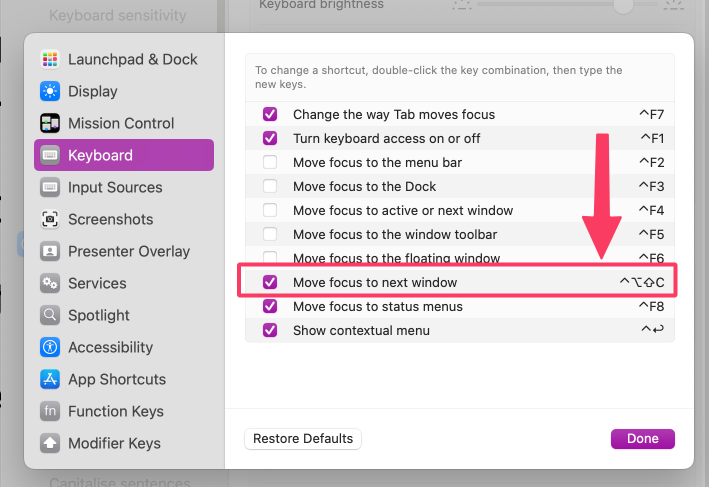 Keyboard sensitivity
Keyboard brightness
Launchpad & Dock
Display
Mission Control
Keyboard
Input Sources
Screenshots
Presenter Overlay
Services
Spotlight
Accessibility
App Shortcuts
fn Function Keys
Modifier Keys
To change a shortcut, double-click the key combination, then type the
new keys.
Change the way Tab moves focus ^F7
Turn keyboard access on or off ^F1
Move focus to the menu bar ^F2
Move focus to the Dock ^F3
Move focus to active or next window ^F4
Move focus to the window toolbar ^F5
Move focus to the floating window ^F6
Move focus to next window ^⌥⇧C
Move focus to status menus ^F8
Show contextual menu ^↩
Restore Defaults
Done
Capitalise sentences